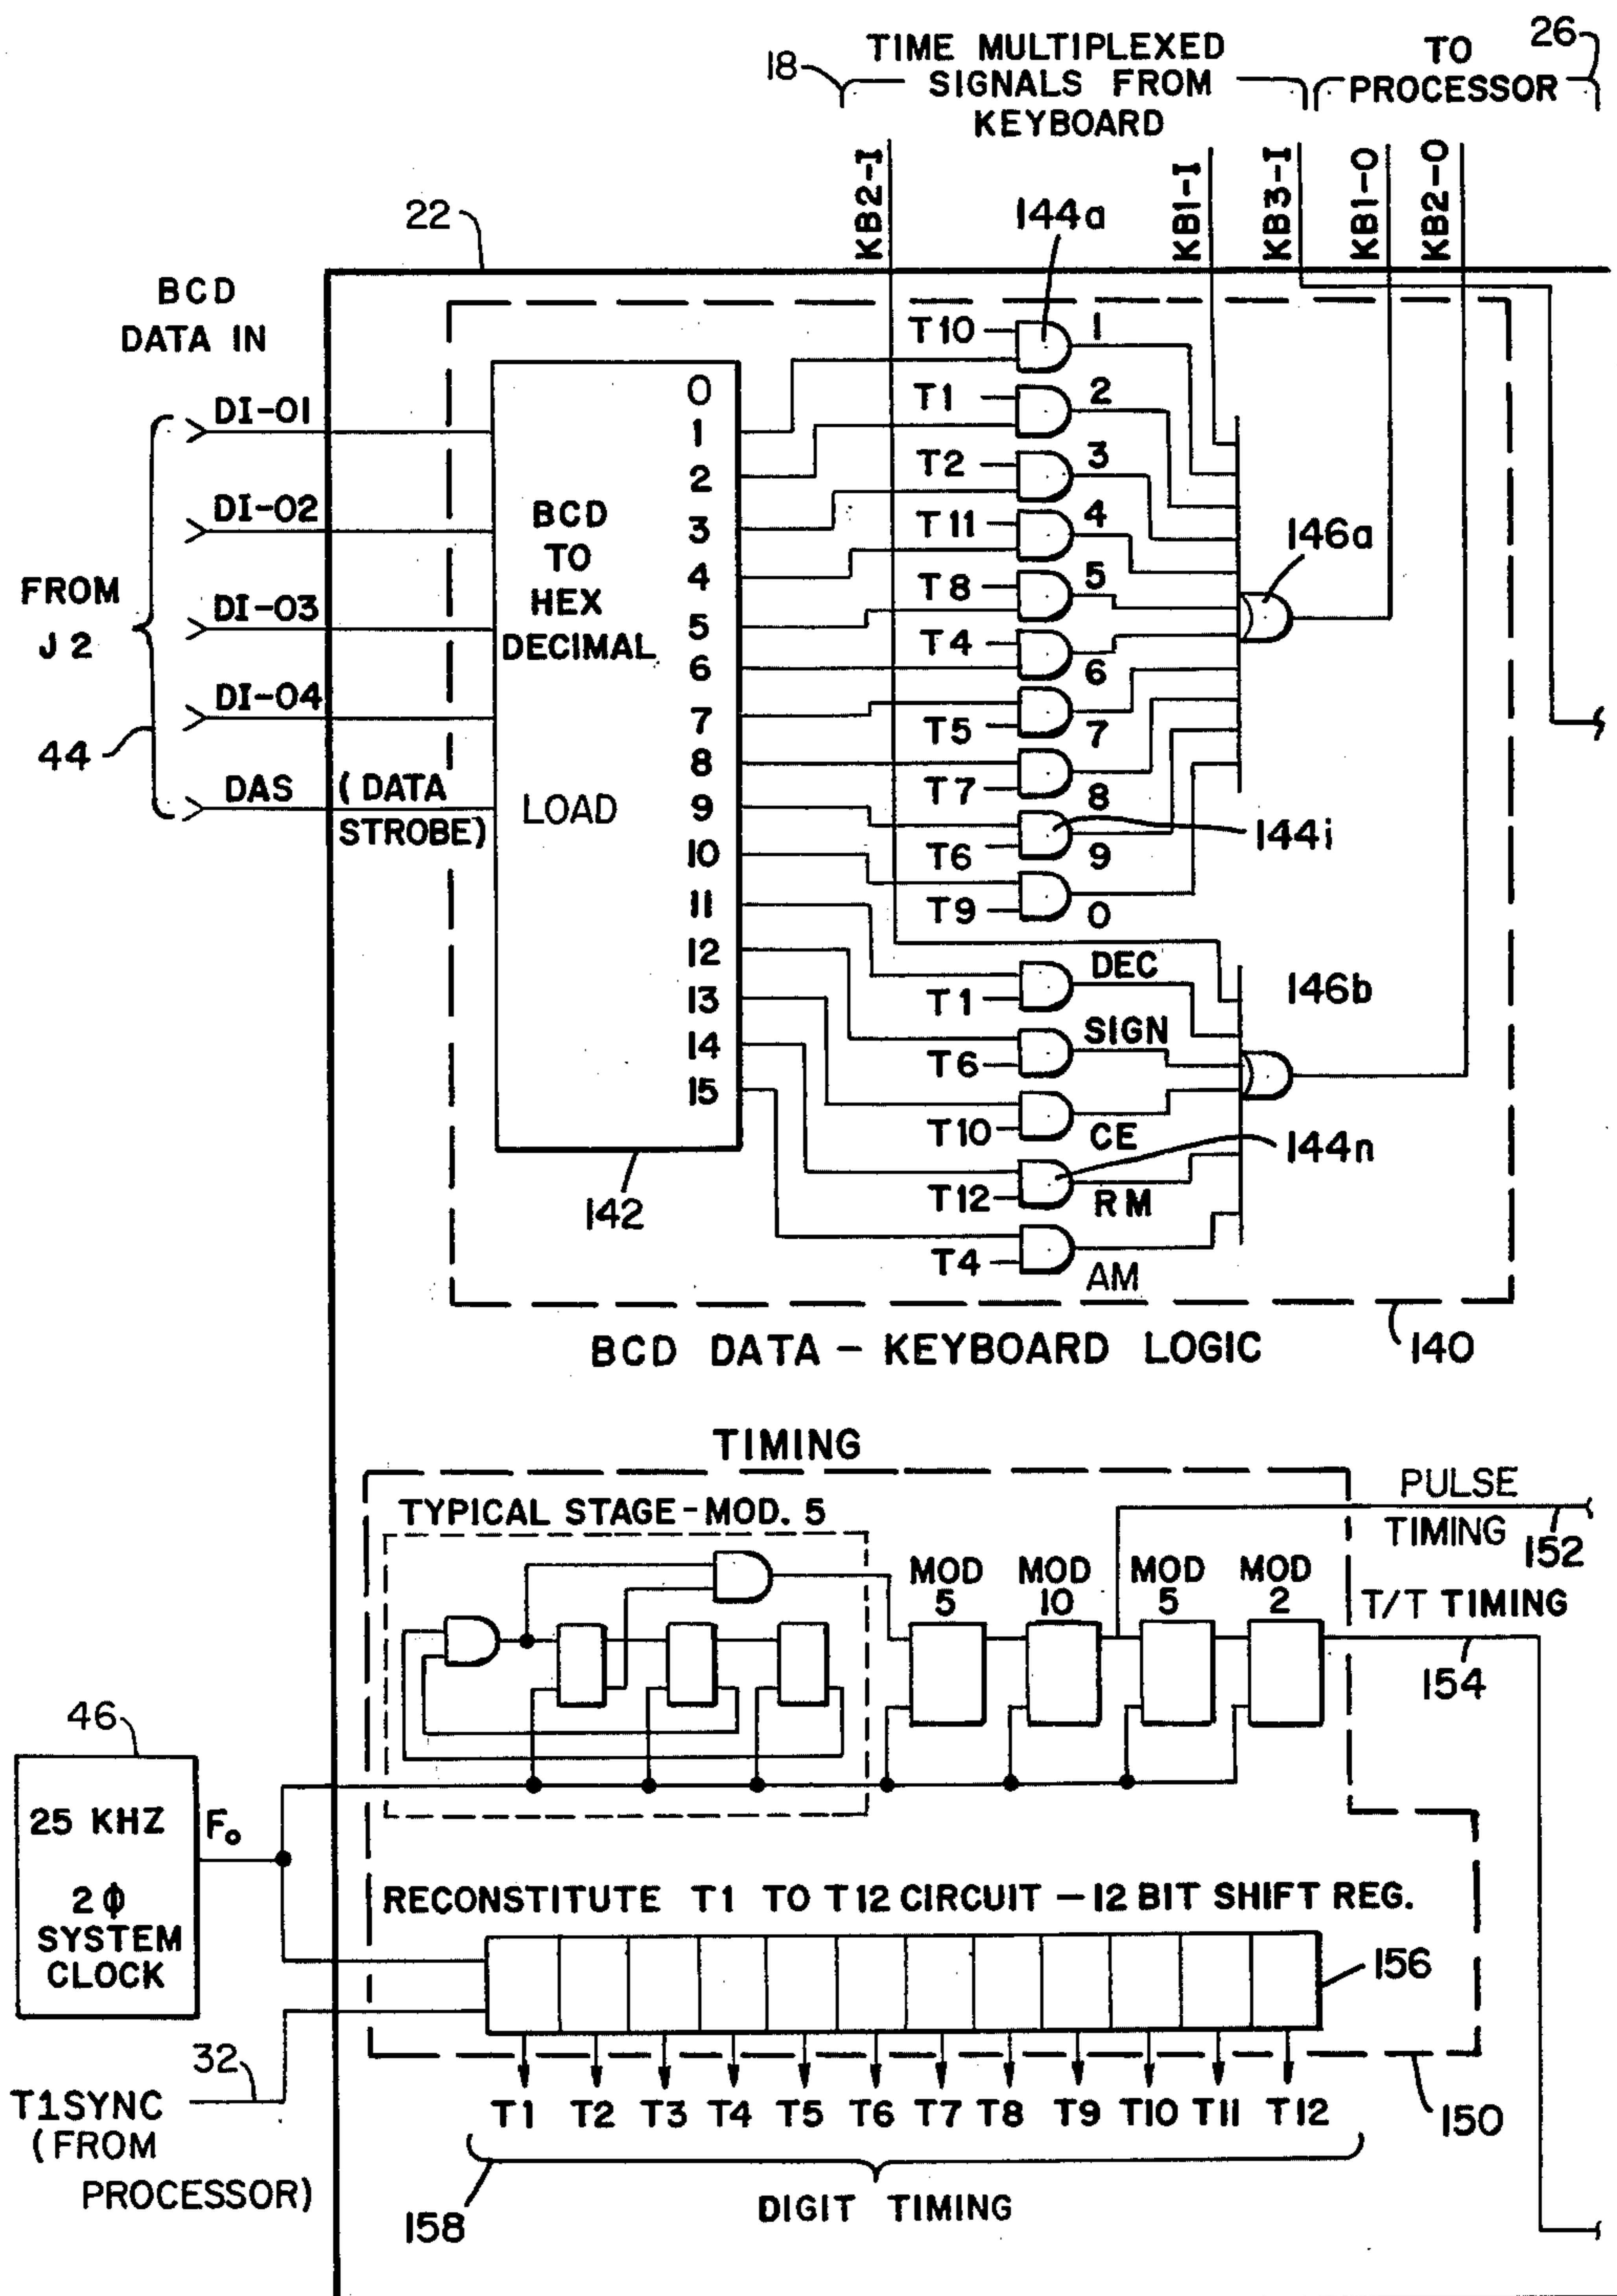 TIME MULTIPLEXED
SIGNALS FROM
KEYBOARD
18
TO
PROCESSOR
26
KB2-I
KB1-I
KB3-I
KB1-O
KB2-O
22
144a
BCD
DATA IN
FROM
J2
44
DI-01
DI-02
DI-03
DI-04
DAS
(DATA
STROBE)
BCD
TO
HEX
DECIMAL
LOAD
0
1
2
3
4
5
6
7
8
9
10
11
12
13
14
15
142
T10
1
T1
2
T2
3
T11
4
T8
5
T4
6
T5
7
T7
8
T6
9
T9
0
T1
DEC
T6
SIGN
T10
CE
T12
RM
T4
AM
146a
144i
146b
144n
140
BCD DATA - KEYBOARD LOGIC
TIMING
TYPICAL STAGE-MOD. 5
MOD
5
MOD
10
MOD
5
MOD
2
PULSE
TIMING
152
T/T TIMING
154
46
25 KHZ
2 Φ
SYSTEM
CLOCK
Fo
RECONSTITUTE T1 TO T12 CIRCUIT - 12 BIT SHIFT REG.
156
32
T1SYNC
(FROM
PROCESSOR)
T1 T2 T3 T4 T5 T6 T7 T8 T9 T10 T11 T12
150
158
DIGIT TIMING